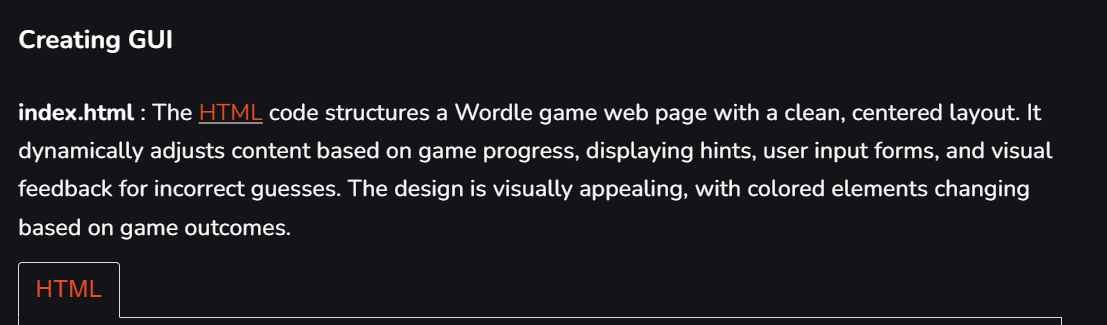 Creating GUI
index.html : The HTML code structures a Wordle game web page with a clean, centered layout. It
dynamically adjusts content based on game progress, displaying hints, user input forms, and visual
feedback for incorrect guesses. The design is visually appealing, with colored elements changing
based on game outcomes.
HTML